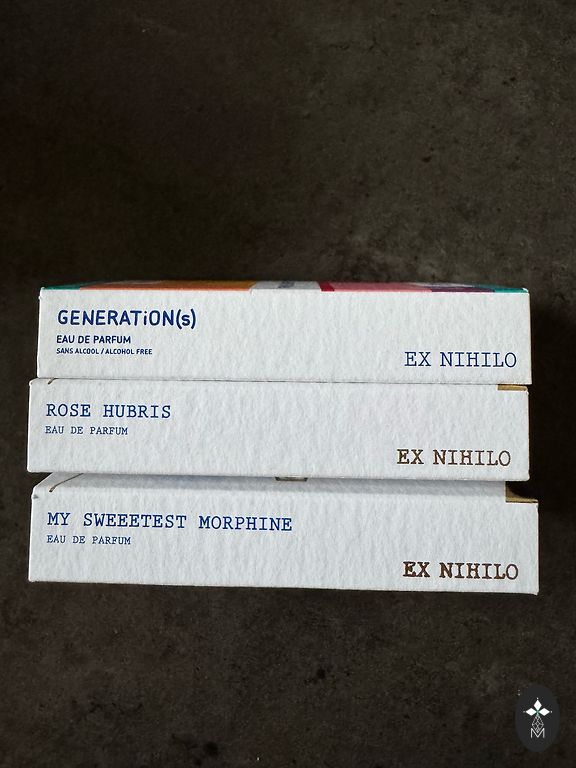 GENERATiON(s)
EAU DE PARFUM
SANS ALCOOL / ALCOHOL FREE
EX NIHILO
ROSE HUBRIS
EAU DE PARFUM
EX NIHILO
MY SWEEETEST MORPHINE
EAU DE PARFUM
EX NIHILO
M